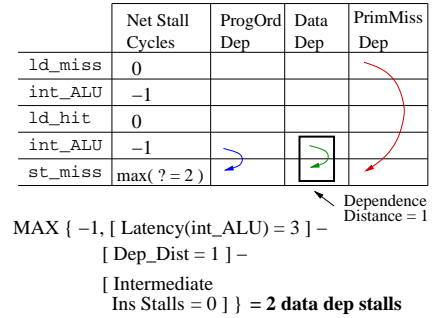 Net Stall Cycles ProgOrd Dep Data Dep PrimMiss Dep
ld_miss 0
int_ALU −1
ld_hit 0
int_ALU −1
st_miss max( ? = 2 )
Dependence
Distance = 1
MAX { −1, [ Latency(int_ALU) = 3 ] −
[ Dep_Dist = 1 ] −
[ Intermediate
Ins Stalls = 0 ] } = 2 data dep stalls